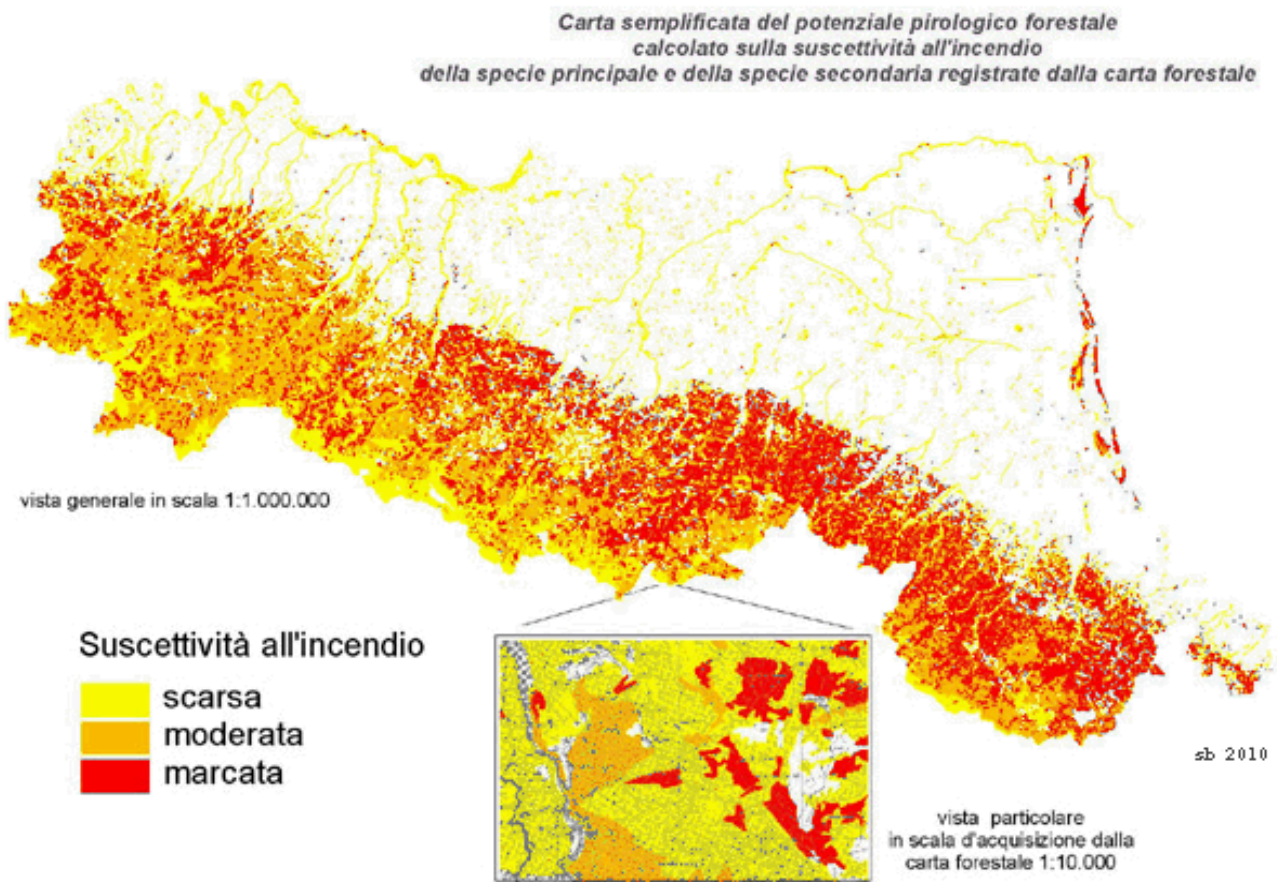 Carta semplificata del potenziale pirologico forestale
calcolato sulla suscettività all'incendio
della specie principale e della specie secondaria registrate dalla carta forestale
vista generale in scala 1:1.000.000
Suscettività all'incendio
scarsa
moderata
marcata
sb 2010
vista particolare
in scala d'acquisizione dalla
carta forestale 1:10.000